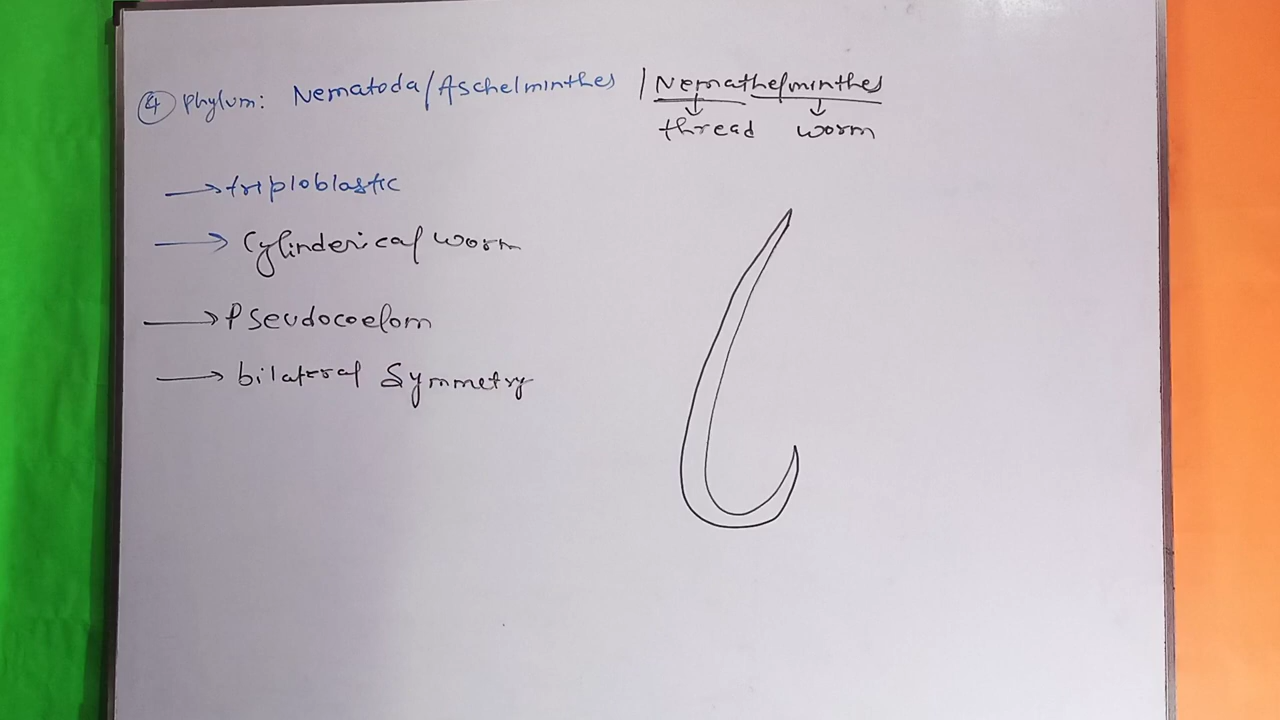 ④ Phylum: Nematoda/Aschelminthes / Nemathelminthes
thread worm
→ triploblastic
→ Cylinderical worm
→ Pseudocoelom
→ bilateral Symmetry